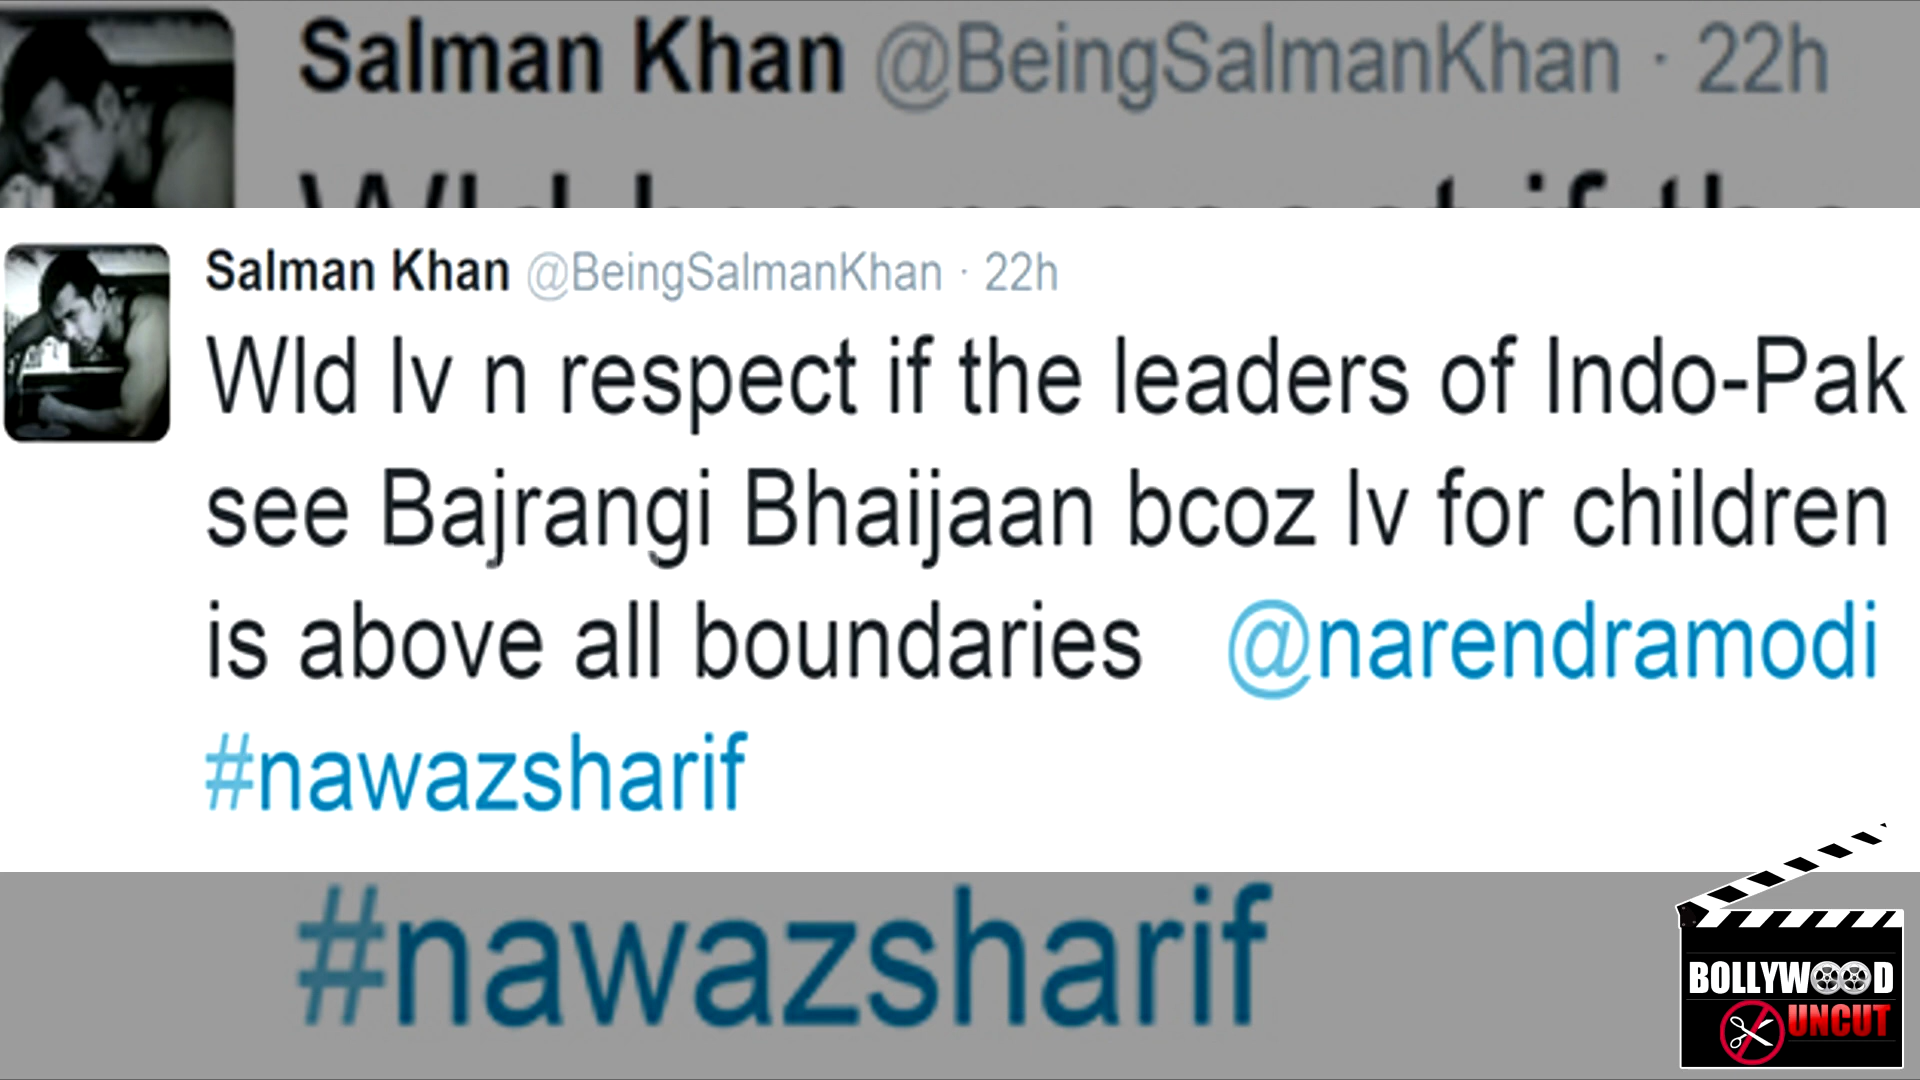 Salman Khan @BeingSalmanKhan · 22h
Salman Khan @BeingSalmanKhan · 22h
Wld lv n respect if the leaders of Indo-Pak
see Bajrangi Bhaijaan bcoz lv for children
is above all boundaries @narendramodi
#nawazsharif
#nawazsharif
BOLLYWOOD
UNCUT